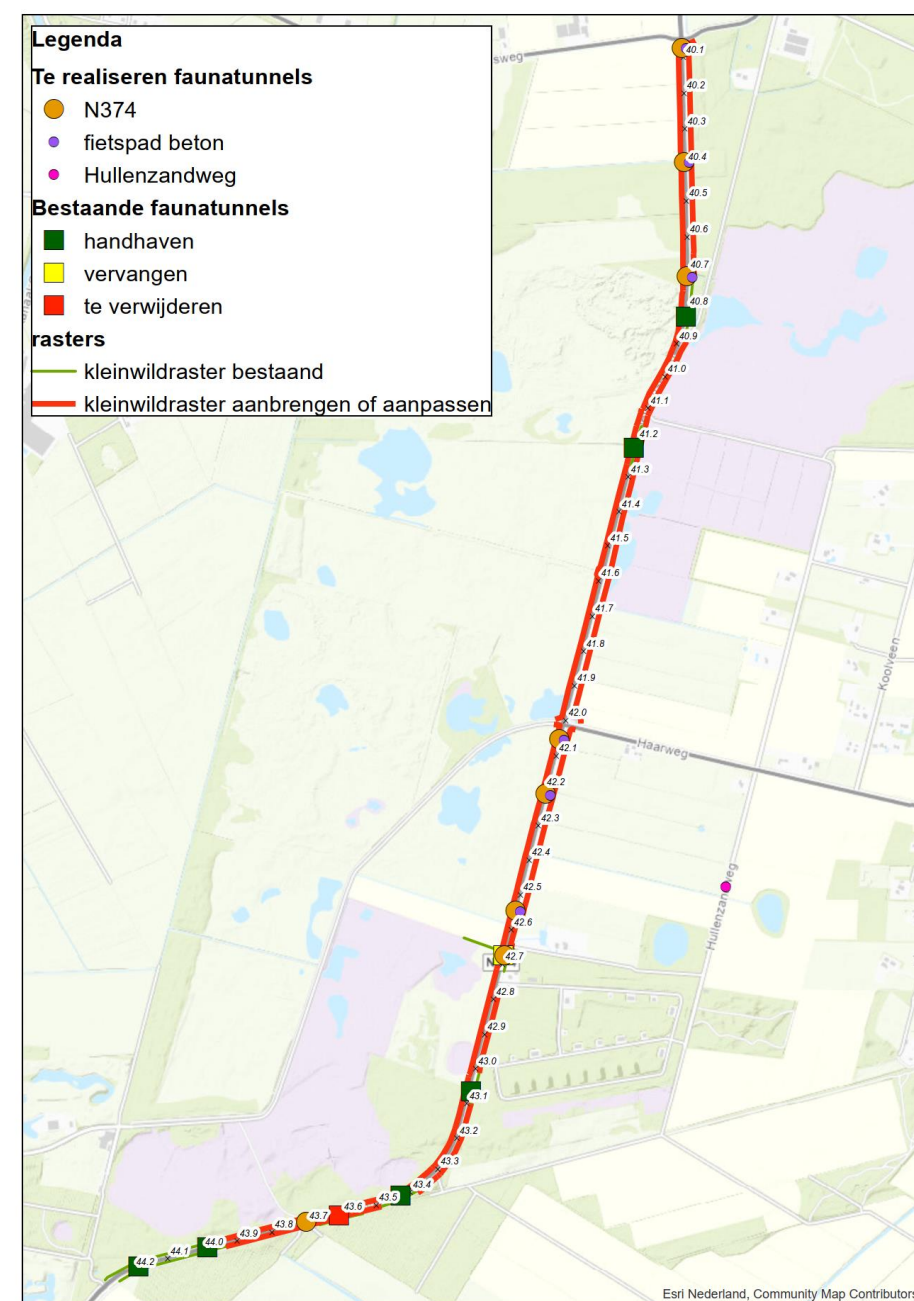 Legenda
Te realiseren faunatunnels
N374
fietspad beton
Hullenzandweg
Bestaande faunatunnels
handhaven
vervangen
te verwijderen
rasters
kleinwildraster bestaand
kleinwildraster aanbrengen of aanpassen
sweg
40.1
40.2
40.3
40.4
40.5
40.6
40.7
40.8
40.9
41.0
41.1
41.2
41.3
41.4
41.5
41.6
41.7
41.8
41.9
42.0
Haarweg
Koolveen
42.1
42.2
42.3
42.4
42.5
Hullenzandweg
42.6
42.7
42.8
42.9
43.0
43.1
43.2
43.3
43.4
43.5
43.6
43.7
43.8
43.9
44.0
44.1
44.2
Esri Nederland, Community Map Contributors